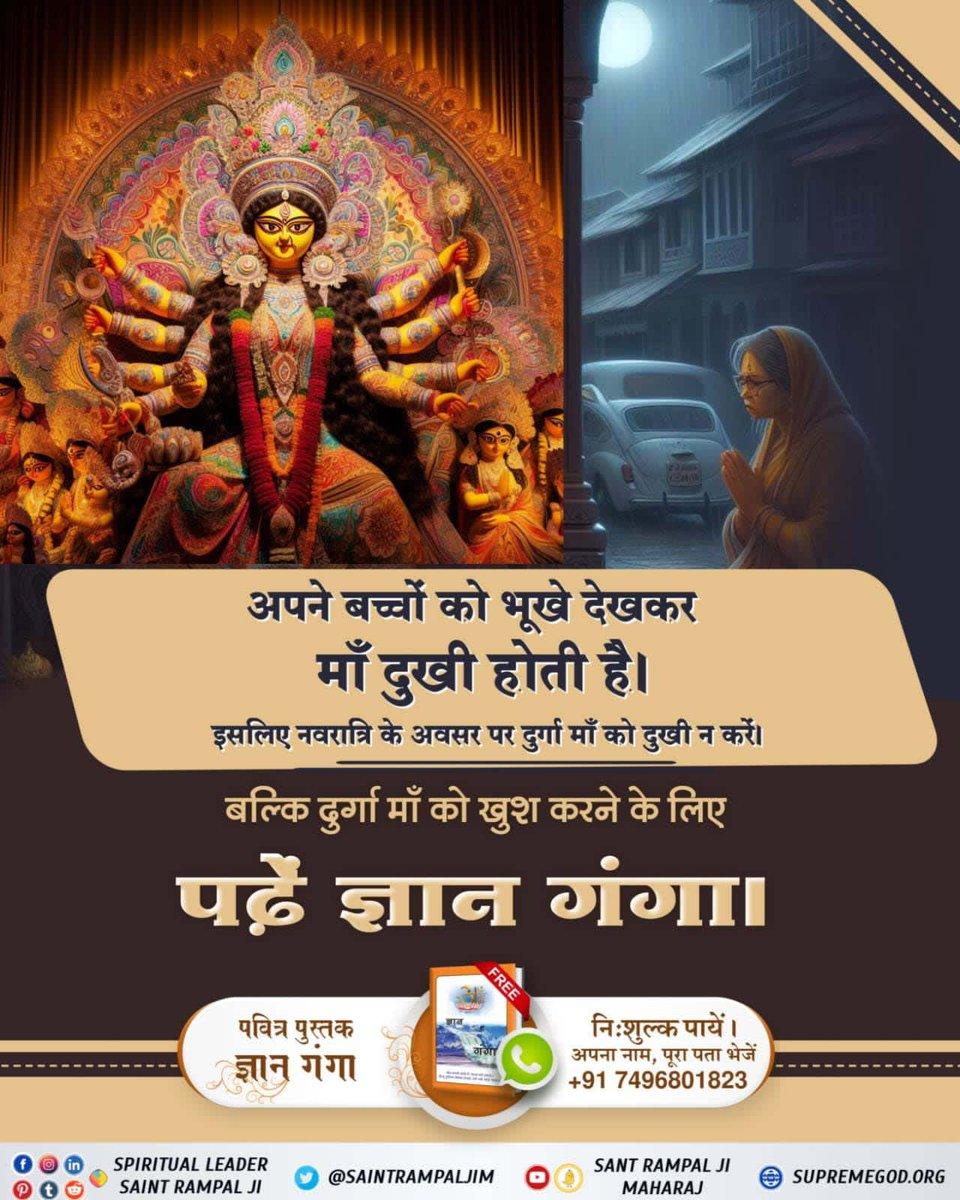 अपने बच्चों को भूखे देखकर
माँ दुखी होती है।
इसलिए नवरात्रि के अवसर पर दुर्गा माँ को दुखी न करें।
बल्कि दुर्गा माँ को खुश करने के लिए
पढ़ें ज्ञान गंगा।
पवित्र पुस्तक
ज्ञान गंगा
FREE
ज्ञान
गंगा
निःशुल्क पायें।
अपना नाम, पूरा पता भेजें
+91 7496801823
SPIRITUAL LEADER
SAINT RAMPAL JI
@SAINTRAMPALJIM
SANT RAMPAL JI
MAHARAJ
SUPREMEGOD.ORG